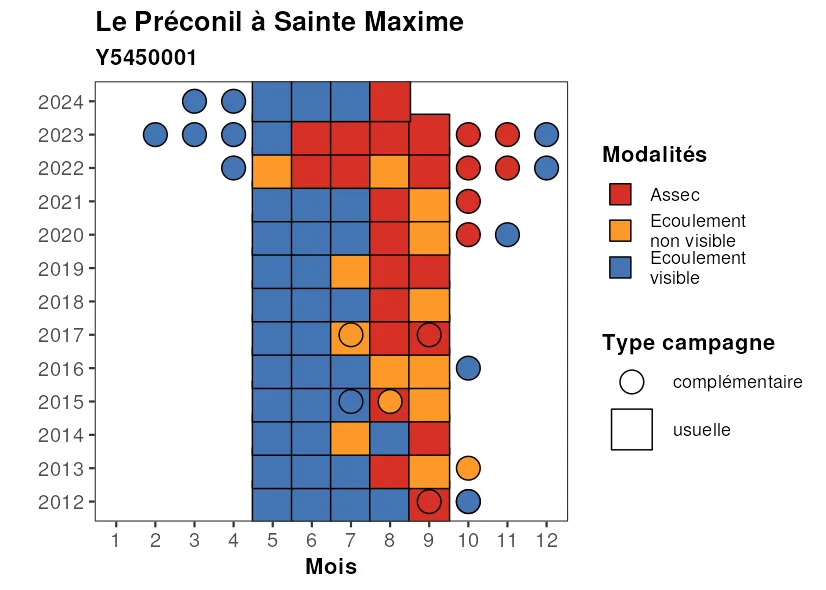 Le Préconil à Sainte Maxime
Y5450001
2024
2023
2022
2021
2020
2019
2018
2017
2016
2015
2014
2013
2012
1 2 3 4 5 6 7 8 9 10 11 12
Mois
Modalités
Assec
Ecoulement
non visible
Ecoulement
visible
Type campagne
complémentaire
usuelle